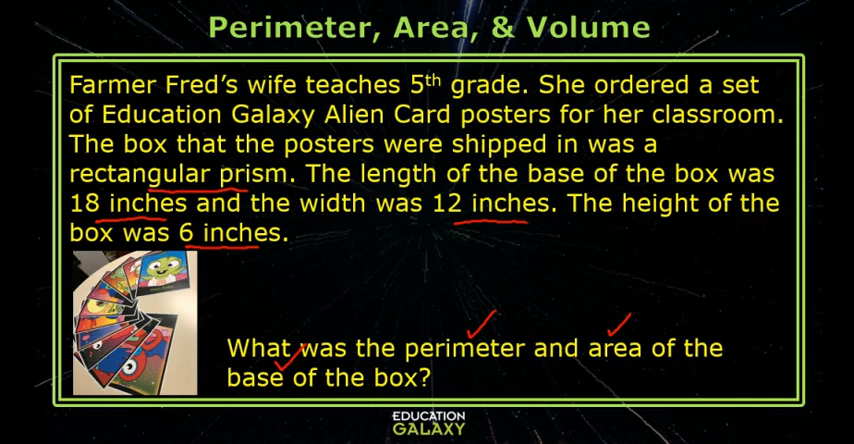 Perimeter, Area, & Volume
Farmer Fred's wife teaches 5th grade. She ordered a set
of Education Galaxy Alien Card posters for her classroom.
The box that the posters were shipped in was a
rectangular prism. The length of the base of the box was
18 inches and the width was 12 inches. The height of the
box was 6 inches.
What was the perimeter and area of the
base of the box?
EDUCATION
GALAXY